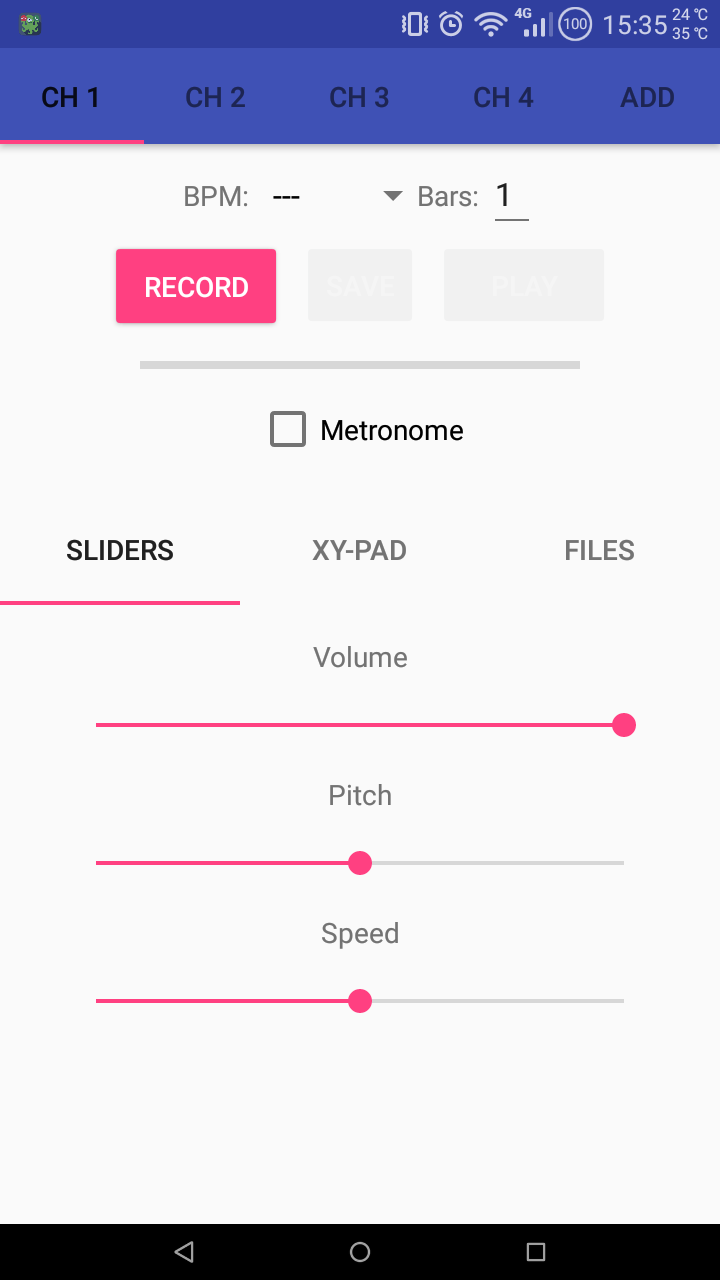 4G 100 15:35 24 °C
35 °C
CH 1 CH 2 CH 3 CH 4 ADD
BPM: --- Bars: 1
RECORD SAVE PLAY
Metronome
SLIDERS XY-PAD FILES
Volume
Pitch
Speed